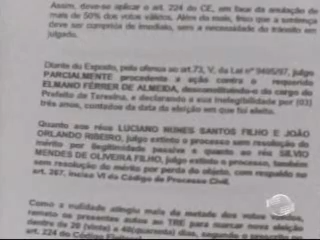 Assim, deve-se aplicar o art. 224 do CE, em face da anulação de
mais de 50% dos votos válidos. Além do mais, friso que a sentença
deve ser cumprida de imediato, sem a necessidade do trânsito em
julgado.
Diante do Exposto, pela ofensa ao art.73, V, da Lei nº 9495/97, julgo
PARCIALMENTE procedente a ação contra o requerido
ELMANO FÉRRER DE ALMEIDA, desconstituindo-o do cargo de
Prefeito de Teresina, e declarando a sua inelegibilidade por (03)
três anos, contados da data da eleição em que foi eleito.
Quanto aos réus LUCIANO NUNES SANTOS FILHO E JOÃO
ORLANDO RIBEIRO, julgo extinto o processo sem resolução do
mérito por ilegitimidade passiva e quanto ao réu SILVIO
MENDES DE OLIVEIRA FILHO, julgo extinto o processo, também
sem resolução do mérito por perda do objeto, com respaldo no
art. 267, inciso VI do Código de Processo Civil.
Como a nulidade atingiu mais da metade dos votos
remeto os presentes autos ao TRE para marcar nova eleição
dentro de 20 (vinte) a 40(quarenta) dias, segundo o prescrito no
art. 224 do Código Eleitoral